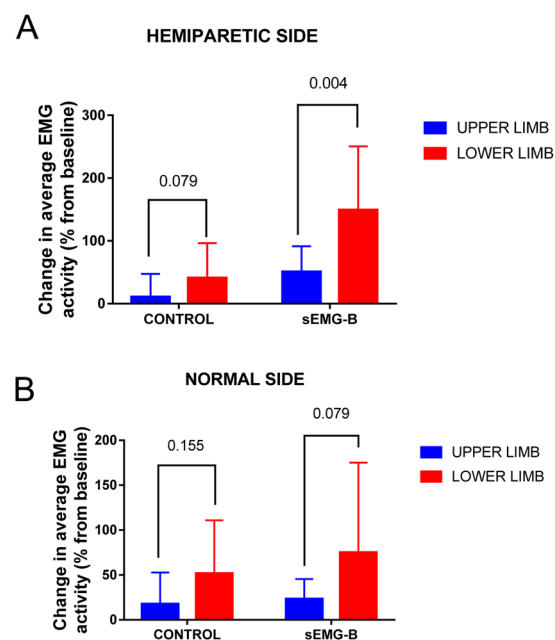 A
HEMIPARETIC SIDE
0.004
300
UPPER LIMB
LOWER LIMB
200
0.079
Change in average EMG
activity (% from baseline)
100
0
CONTROL
sEMG-B
B
NORMAL SIDE
0.079
200
0.155
UPPER LIMB
LOWER LIMB
150
Change in average EMG
activity (% from baseline)
100
50
0
CONTROL
sEMG-B